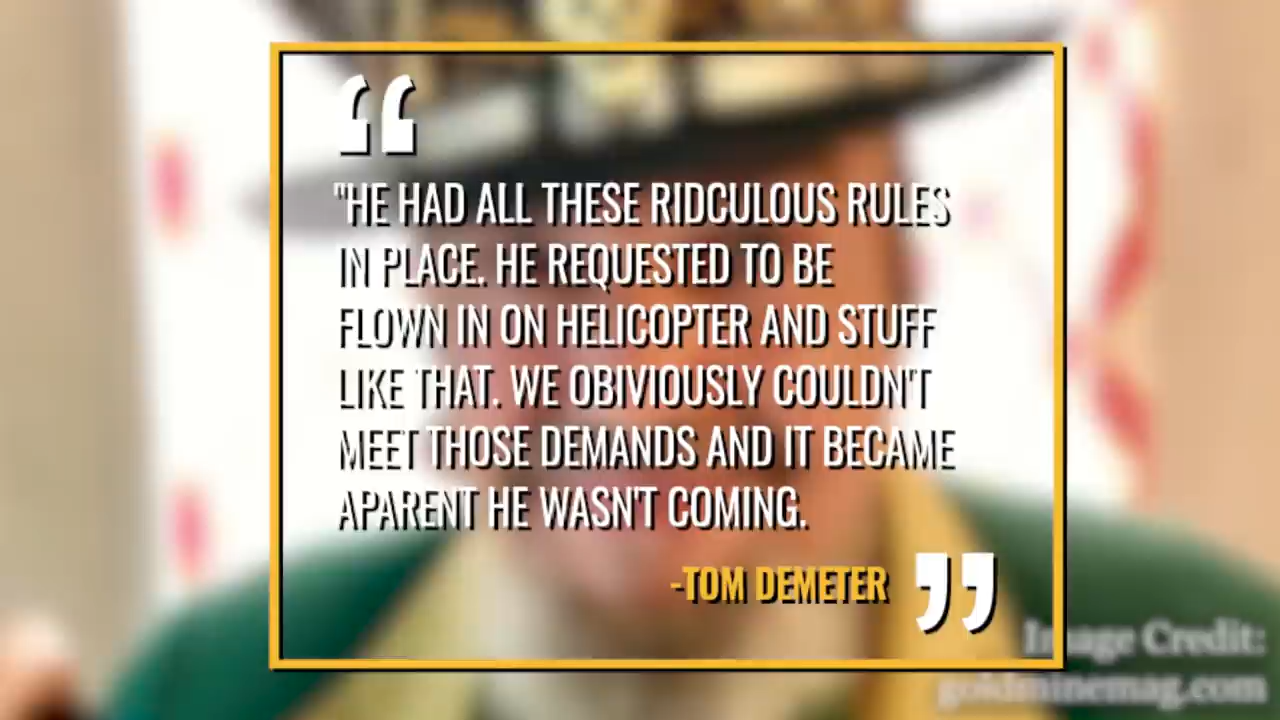 "HE HAD ALL THESE RIDCULOUS RULES
IN PLACE. HE REQUESTED TO BE
FLOWN IN ON HELICOPTER AND STUFF
LIKE THAT. WE OBIVIOUSLY COULDN'T
MEET THOSE DEMANDS AND IT BECAME
APARENT HE WASN'T COMING.
-TOM DEMETER
Image Credit:
goldminemag.com